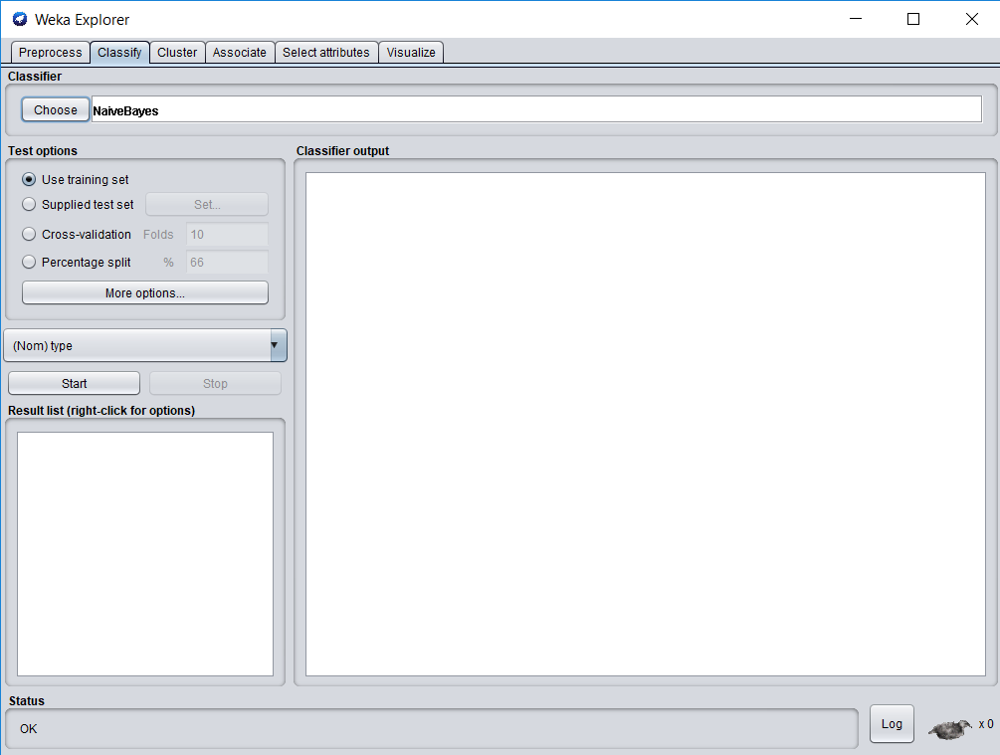 Weka Explorer
Preprocess Classify Cluster Associate Select attributes Visualize
Classifier
Choose NaiveBayes
Test options
Use training set
Supplied test set Set...
Cross-validation Folds 10
Percentage split % 66
More options...
(Nom) type
Start Stop
Result list (right-click for options)
Classifier output
Status
OK
Log x 0